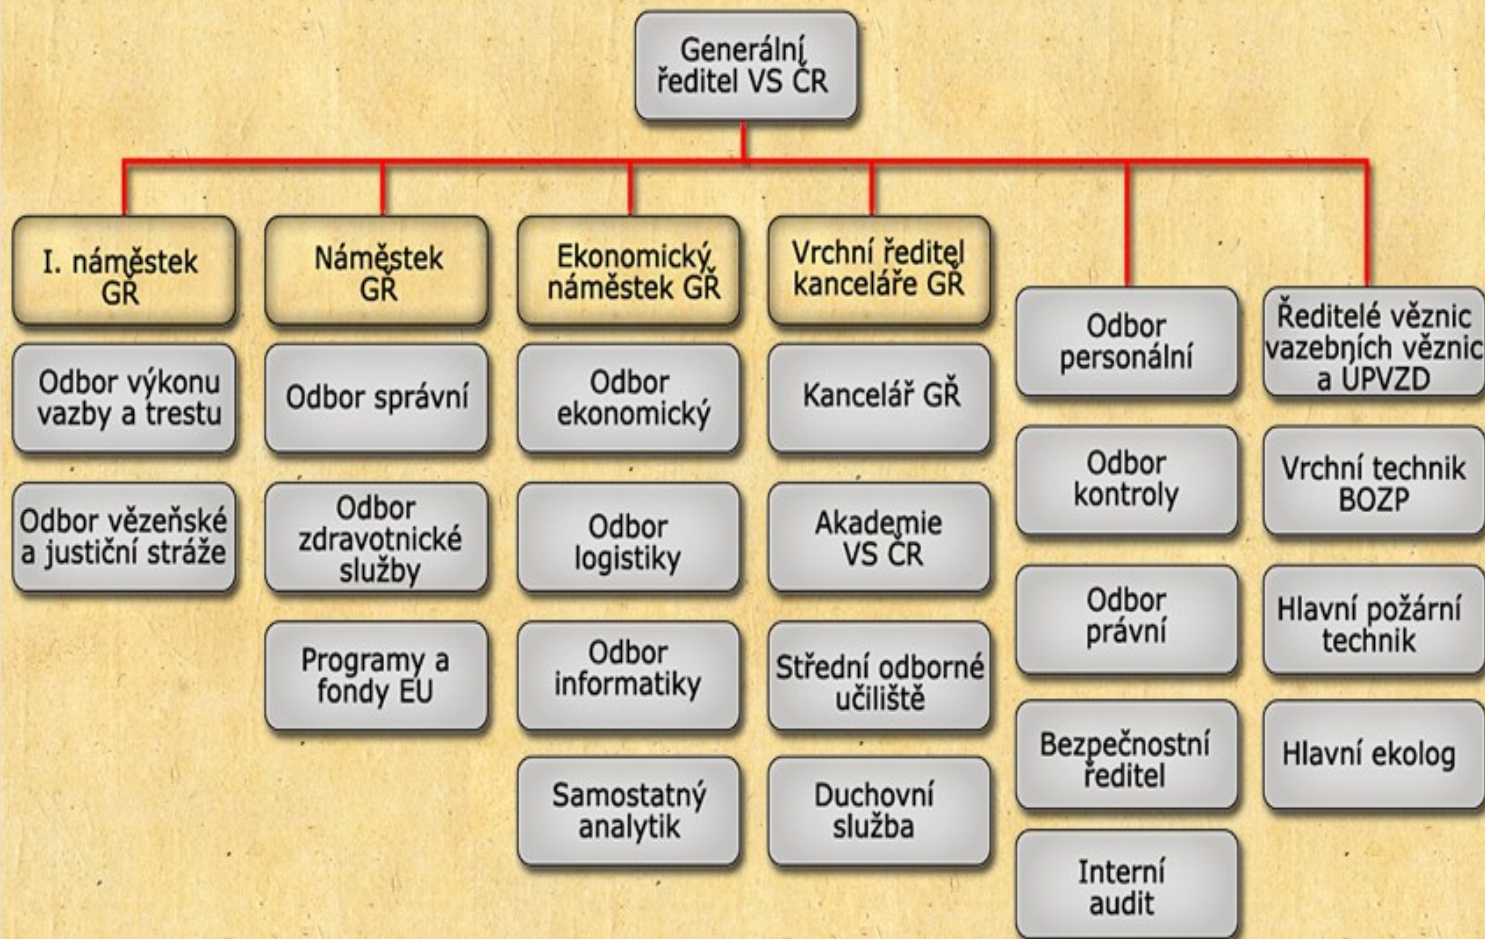 Generální
ředitel VS ČR
I. náměstek
GŘ
Náměstek
GŘ
Ekonomický
náměstek GŘ
Vrchní ředitel
kanceláře GŘ
Odbor výkonu
vazby a trestu
Odbor vězeňské
a justiční stráže
Odbor správní
Odbor
zdravotnické
služby
Programy a
fondy EU
Odbor
ekonomický
Odbor
logistiky
Odbor
informatiky
Samostatný
analytik
Kancelář GŘ
Akademie
VS ČR
Střední odborné
učiliště
Duchovní
služba
Odbor
personální
Odbor
kontroly
Odbor
právní
Bezpečnostní
ředitel
Interní
audit
Ředitelé věznic
vazebních věznic
a ÚPVZD
Vrchní technik
BOZP
Hlavní požární
technik
Hlavní ekolog